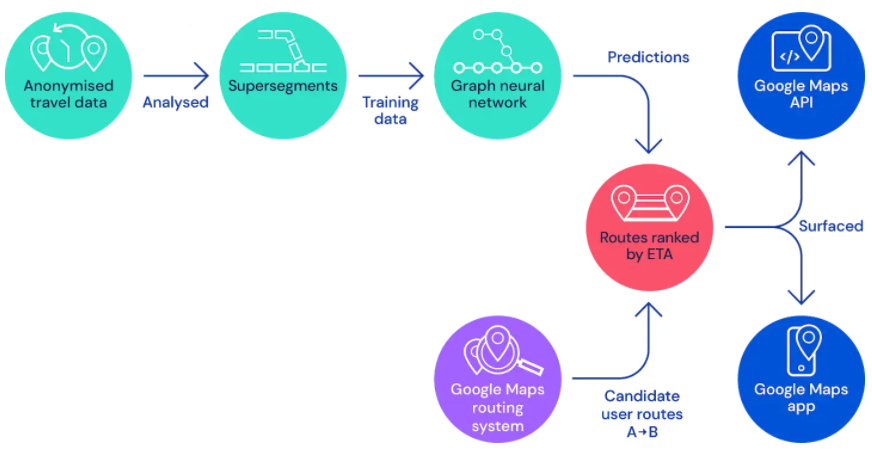 Anonymised
travel data
Analysed
Supersegments
Training
data
Graph neural
network
Predictions
</>
Google Maps
API
Routes ranked
by ETA
Surfaced
Google Maps
routing
system
Candidate
user routes
A→B
Google Maps
app